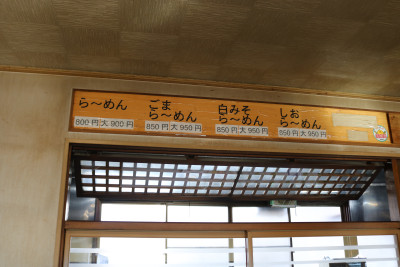 ら〜めん
800円 大900円
ごま
ら〜めん
850円 大950円
白みそ
ら〜めん
850円 大950円
しお
ら〜めん
850円 大950円